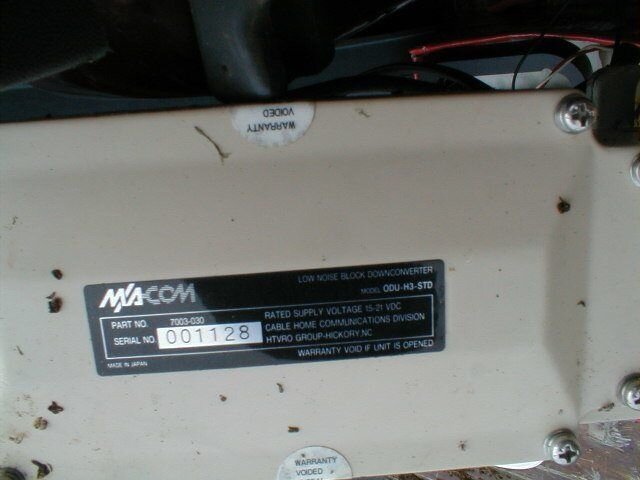 WARRANTY
VOIDED
M/A-COM
LOW NOISE BLOCK DOWNCONVERTER
MODEL ODU-H3-STD
PART NO. 7003-030
SERIAL NO. 001128
RATED SUPPLY VOLTAGE 15-21 VDC
CABLE HOME COMMUNICATIONS DIVISION
HTVRO GROUP-HICKORY, NC
MADE IN JAPAN
WARRANTY VOID IF UNIT IS OPENED
WARRANTY
VOIDED